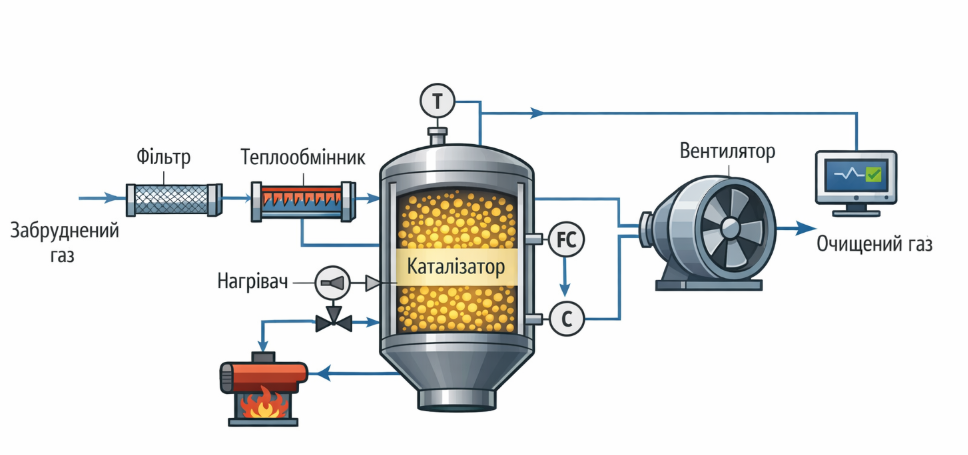 T
Фільтр
Теплообмінник
Вентилятор
Забруднений
газ
FC
Очищений газ
Каталізатор
Нагрівач
C